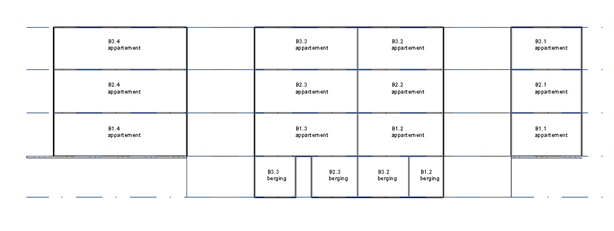 B3.4
appartement
B3.3
appartement
B3.2
appartement
B3.1
appartement
B2.4
appartement
B2.3
appartement
B2.2
appartement
B2.1
appartement
B1.4
appartement
B1.3
appartement
B1.2
appartement
B1.1
appartement
B3.3
berging
B2.3
berging
B3.2
berging
B1.2
berging